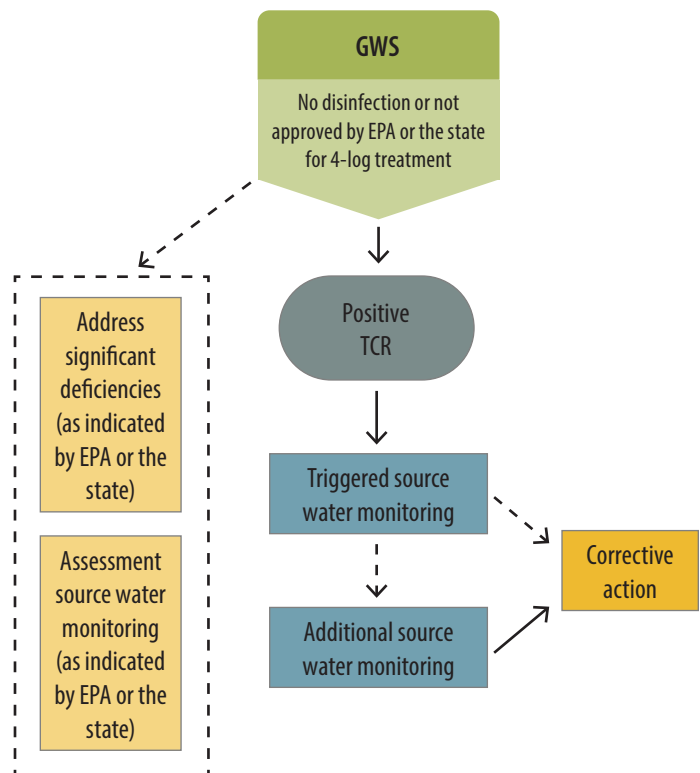 GWS
No disinfection or not
approved by EPA or the state
for 4-log treatment
Positive
TCR
Address
significant
deficiencies
(as indicated
by EPA or the
state)
Triggered source
water monitoring
Corrective
action
Assessment
source water
monitoring
(as indicated
by EPA or the
state)
Additional source
water monitoring